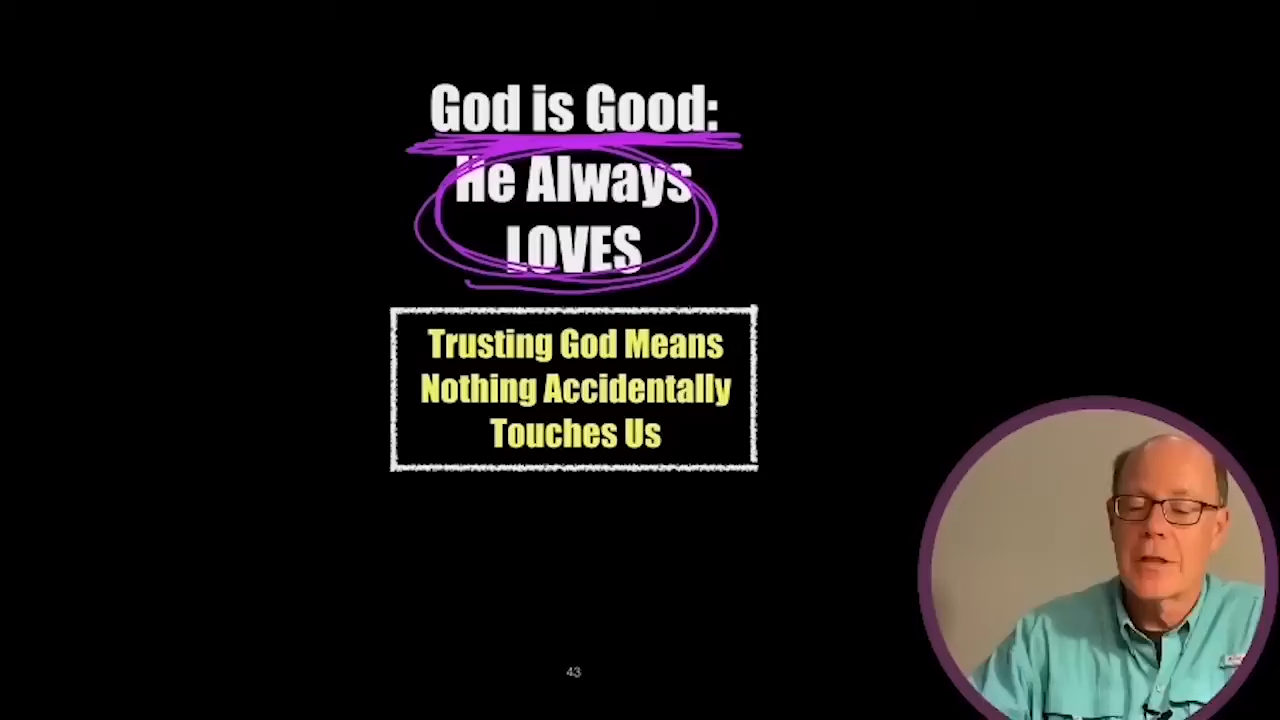 God is Good:
He Always
LOVES
Trusting God Means
Nothing Accidentally
Touches Us
43